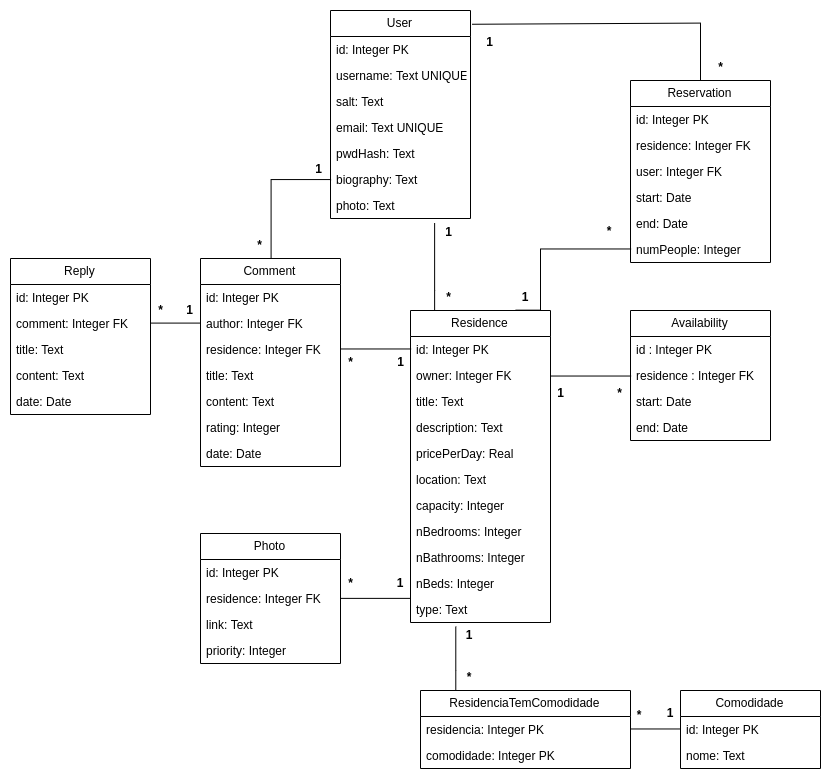 User
id: Integer PK
username: Text UNIQUE
salt: Text
email: Text UNIQUE
pwdHash: Text
biography: Text
photo: Text
1
*
Reservation
id: Integer PK
residence: Integer FK
user: Integer FK
start: Date
end: Date
numPeople: Integer
1
*
1
*
*
1
Reply
id: Integer PK
comment: Integer FK
title: Text
content: Text
date: Date
*
1
Comment
id: Integer PK
author: Integer FK
residence: Integer FK
title: Text
content: Text
rating: Integer
date: Date
*
1
Residence
id: Integer PK
owner: Integer FK
title: Text
description: Text
pricePerDay: Real
location: Text
capacity: Integer
nBedrooms: Integer
nBathrooms: Integer
nBeds: Integer
type: Text
1
*
Availability
id : Integer PK
residence : Integer FK
start: Date
end: Date
Photo
id: Integer PK
residence: Integer FK
link: Text
priority: Integer
*
1
1
*
ResidenciaTemComodidade
residencia: Integer PK
comodidade: Integer PK
*
1
Comodidade
id: Integer PK
nome: Text